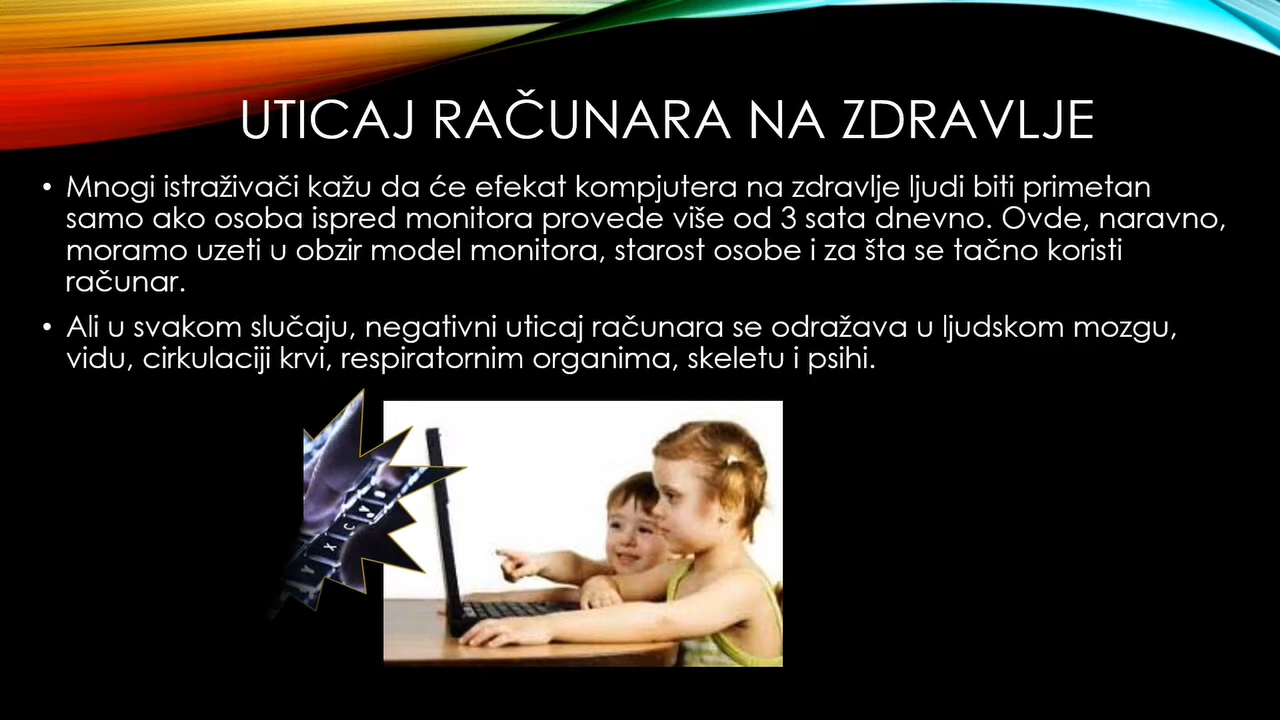 UTICAJ RAČUNARA NA ZDRAVLJE
• Mnogi istraživači kažu da će efekat kompjutera na zdravlje ljudi biti primetan
samo ako osoba ispred monitora provede više od 3 sata dnevno. Ovde, naravno,
moramo uzeti u obzir model monitora, starost osobe i za šta se tačno koristi
računar.
• Ali u svakom slučaju, negativni uticaj računara se odražava u ljudskom mozgu,
vidu, cirkulaciji krvi, respiratornim organima, skeletu i psihi.
Y X C